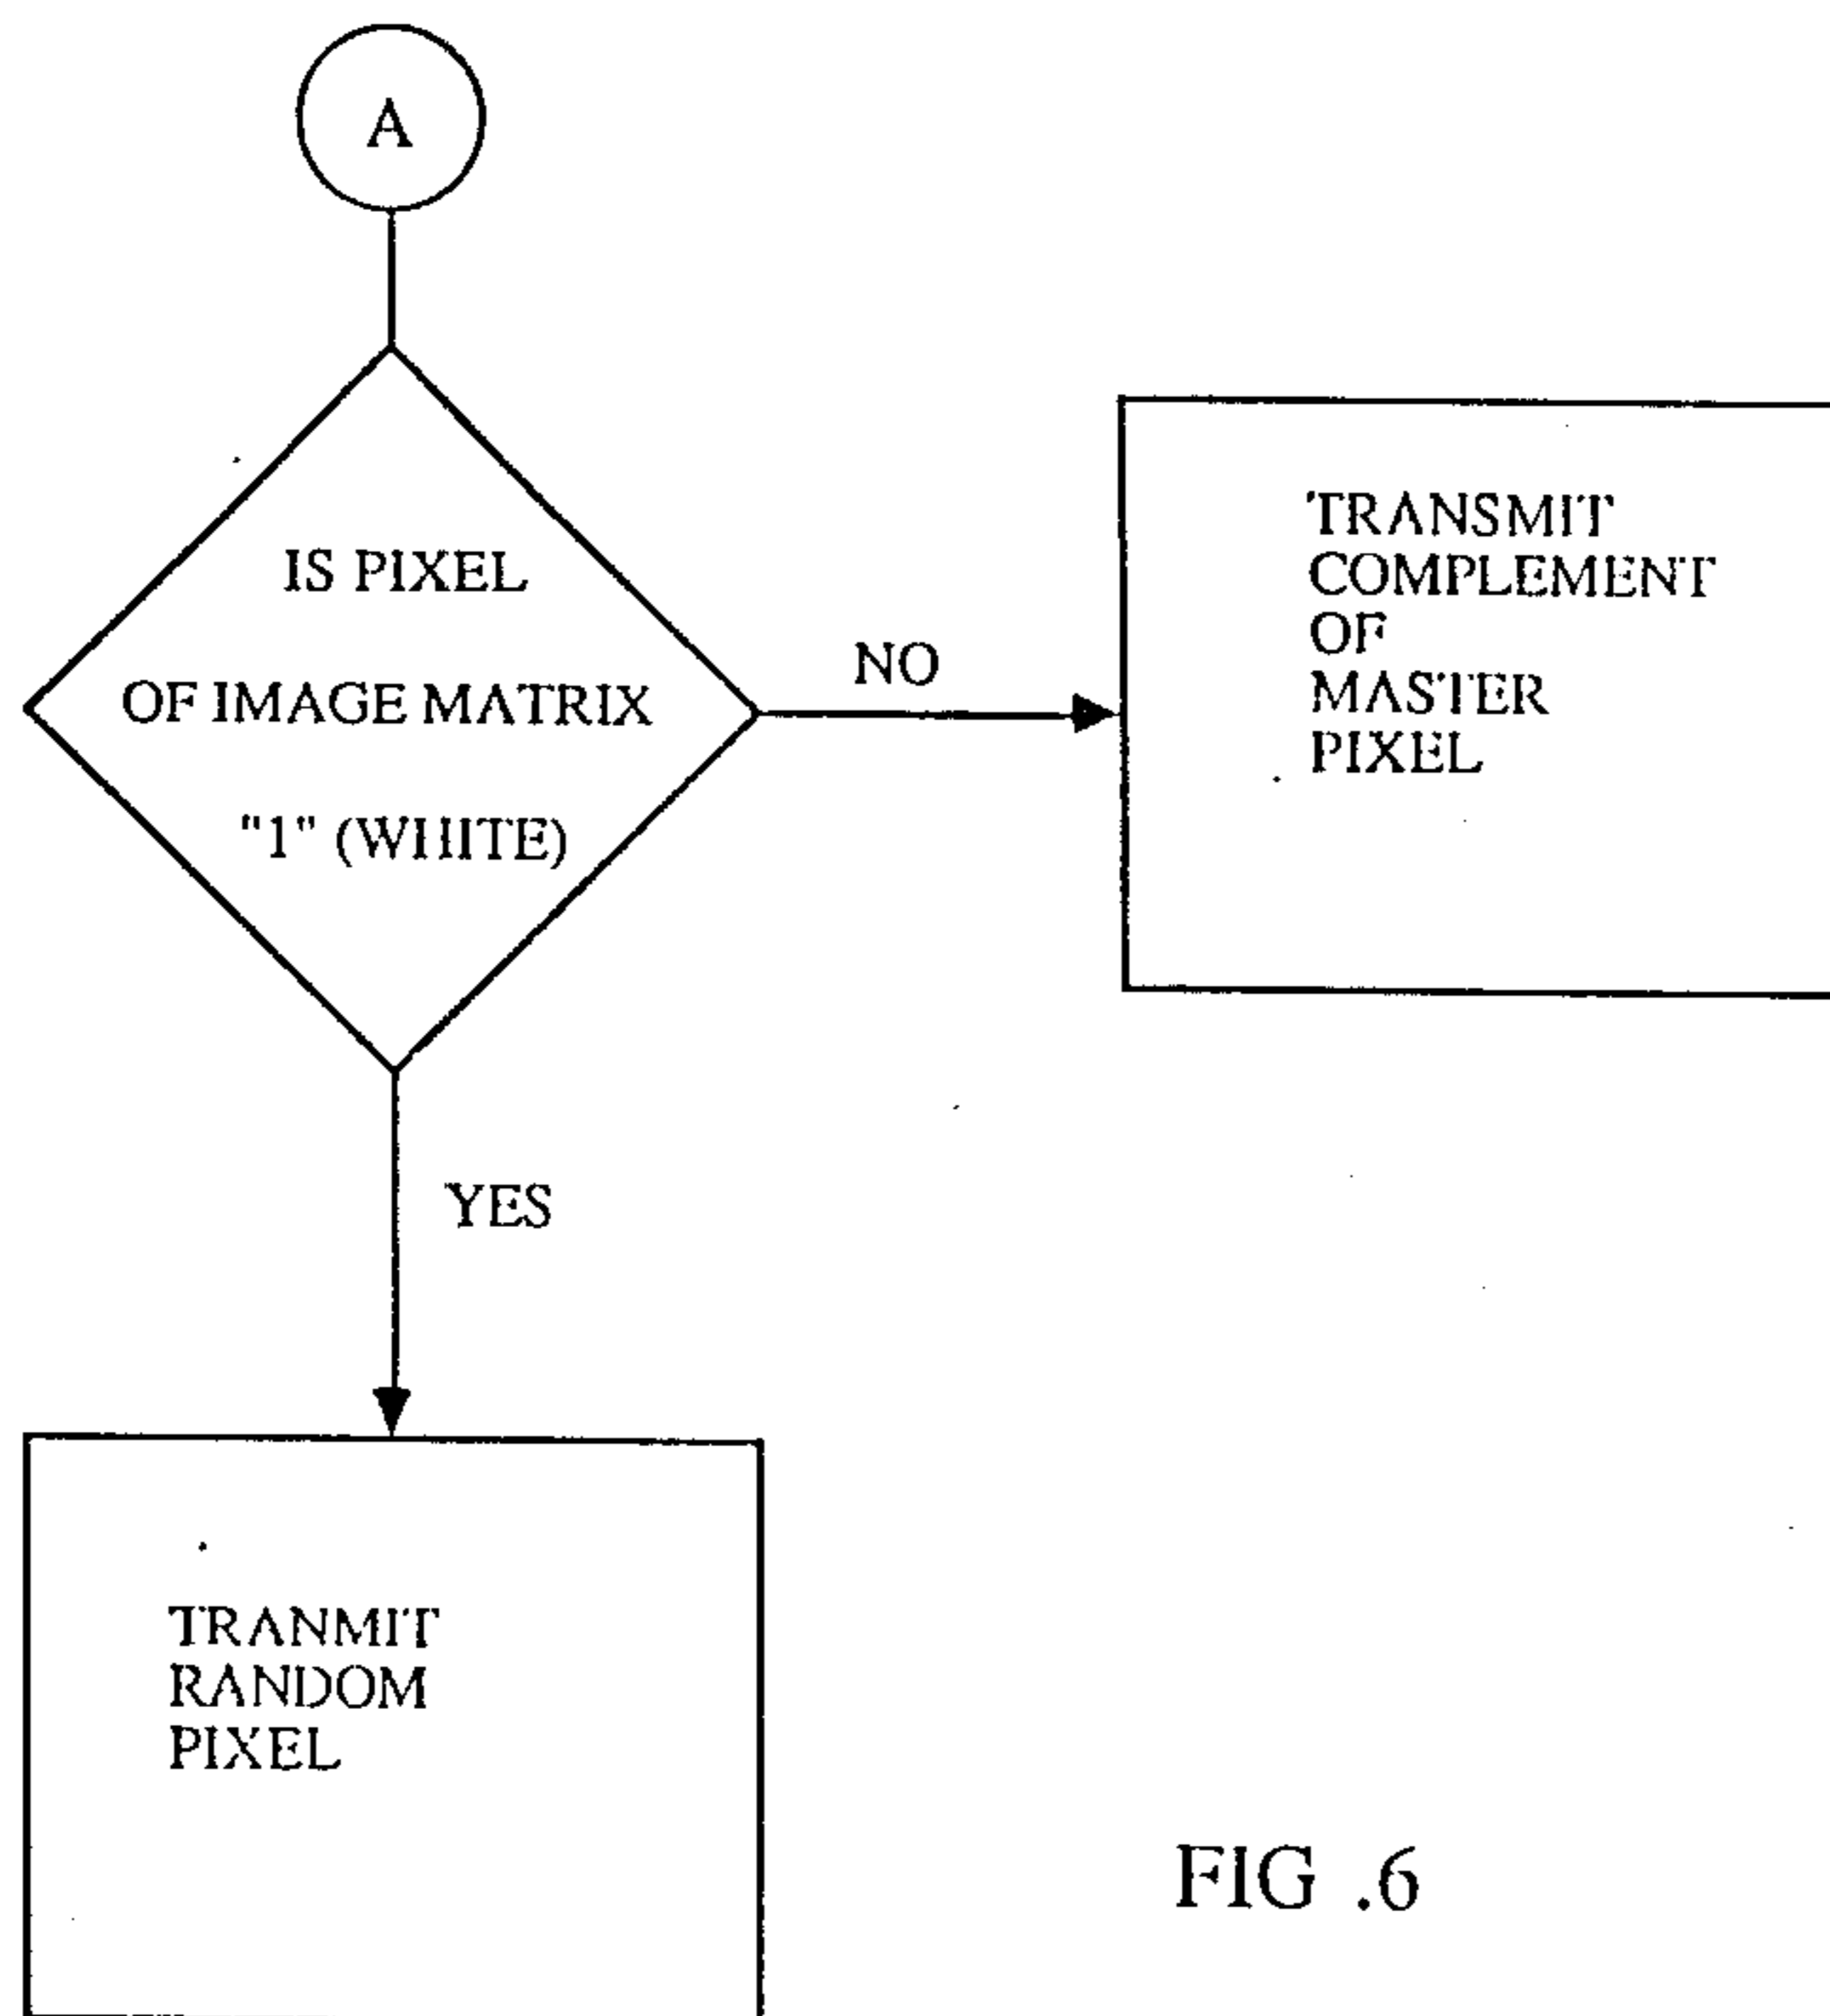 A
IS PIXEL
OF IMAGE MATRIX
"1" (WHITE)
NO
TRANSMIT
COMPLEMENT
OF
MASTER
PIXEL
YES
TRANMIT
RANDOM
PIXEL
FIG .6